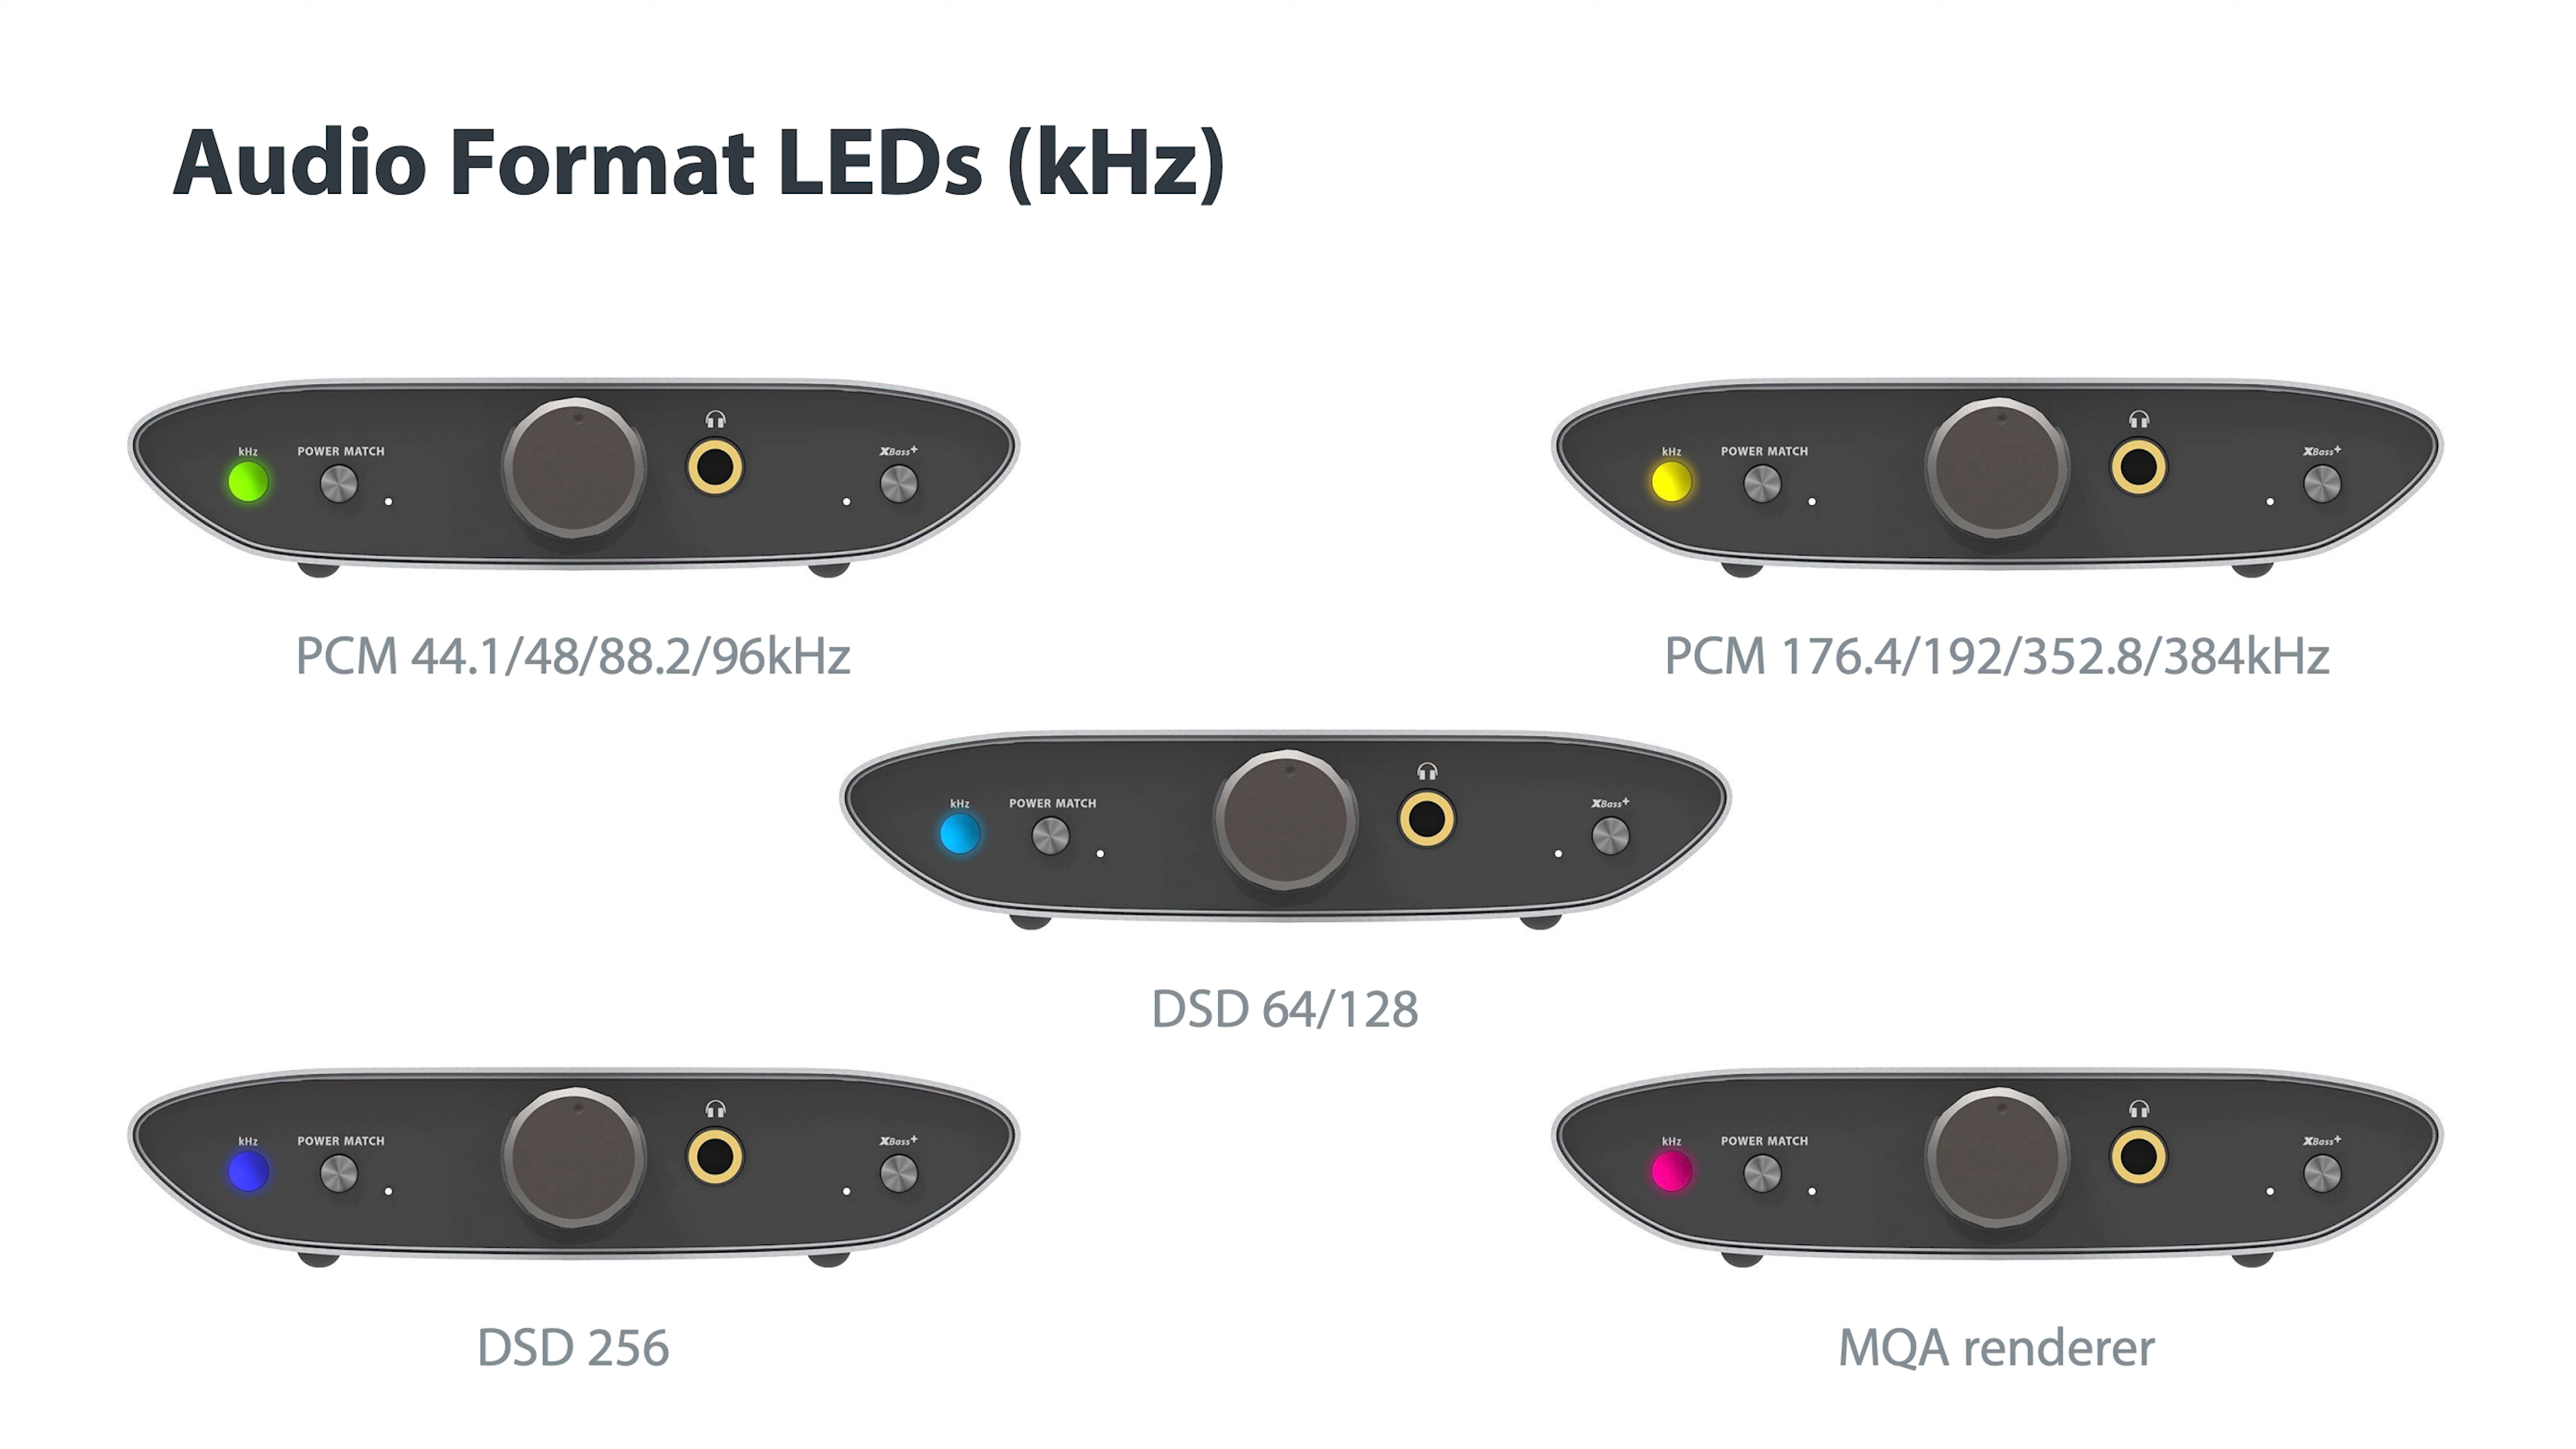 Audio Format LEDs (kHz)
kHz POWER MATCH XBass+
kHz POWER MATCH XBass+
PCM 44.1/48/88.2/96kHz
PCM 176.4/192/352.8/384kHz
kHz POWER MATCH XBass+
DSD 64/128
kHz POWER MATCH XBass+
kHz POWER MATCH XBass+
DSD 256
MQA renderer